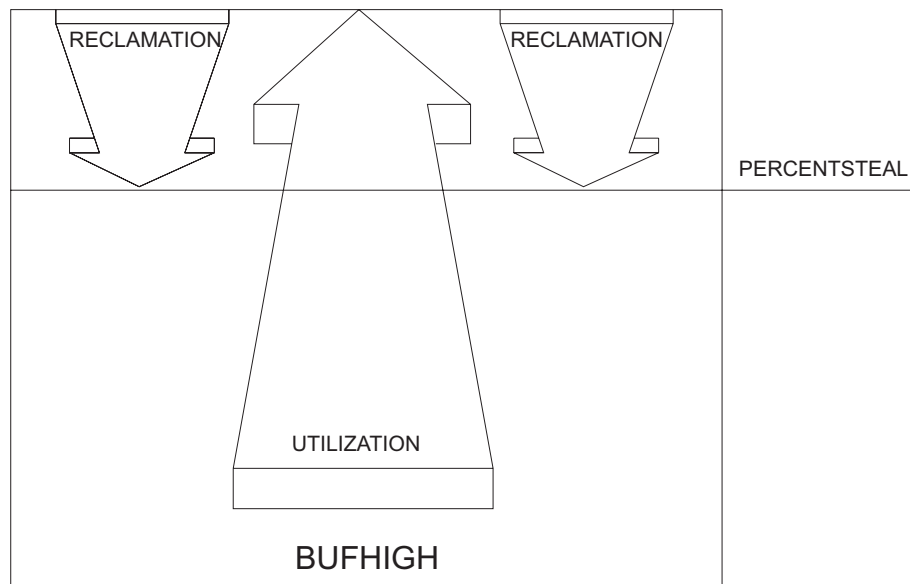 RECLAMATION
RECLAMATION
PERCENTSTEAL
UTILIZATION
BUFHIGH